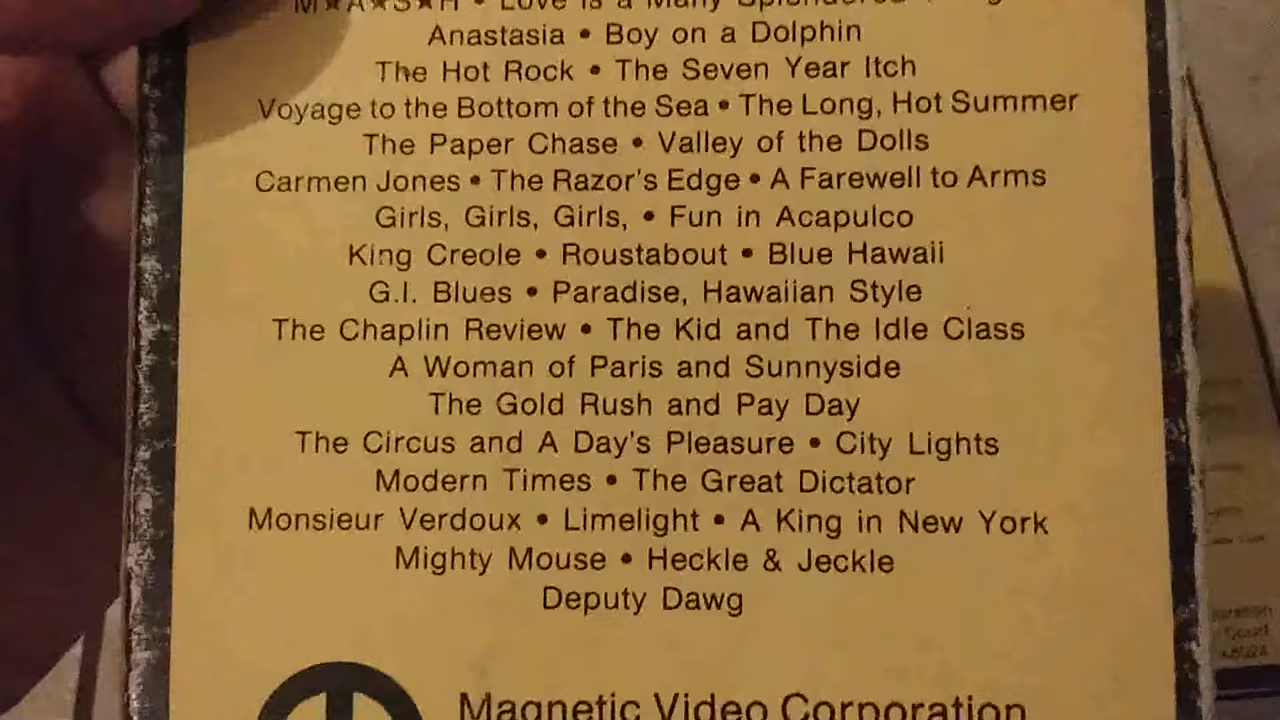 M★A★S★H • Love is a Many Splendored
Anastasia • Boy on a Dolphin
The Hot Rock • The Seven Year Itch
Voyage to the Bottom of the Sea • The Long, Hot Summer
The Paper Chase • Valley of the Dolls
Carmen Jones • The Razor's Edge • A Farewell to Arms
Girls, Girls, Girls, • Fun in Acapulco
King Creole • Roustabout • Blue Hawaii
G.I. Blues • Paradise, Hawaiian Style
The Chaplin Review • The Kid and The Idle Class
A Woman of Paris and Sunnyside
The Gold Rush and Pay Day
The Circus and A Day's Pleasure • City Lights
Modern Times • The Great Dictator
Monsieur Verdoux • Limelight • A King in New York
Mighty Mouse • Heckle & Jeckle
Deputy Dawg
Magnetic Video Corporation